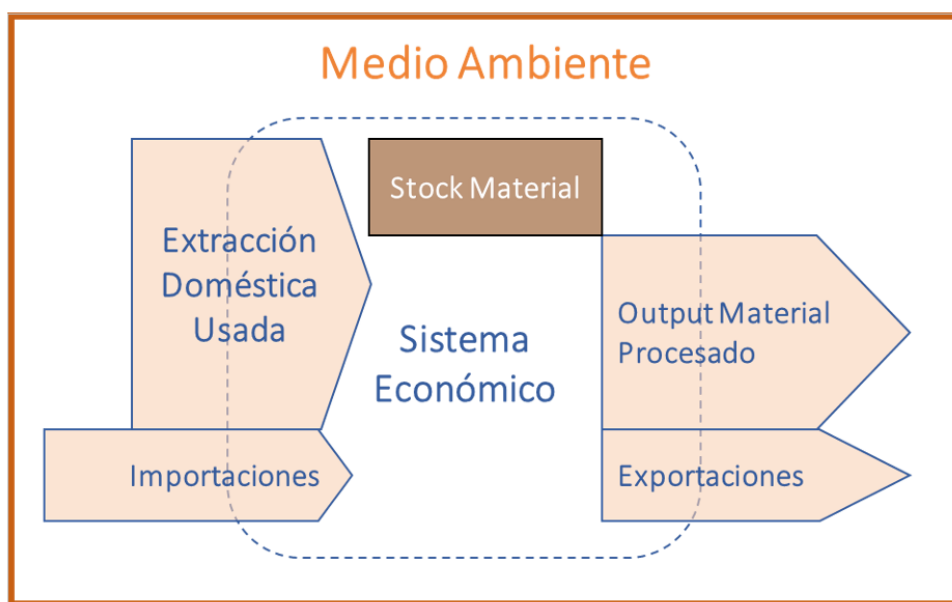 Medio Ambiente
Stock Material
Extracción
Doméstica
Usada
Sistema
Económico
Output Material
Procesado
Importaciones
Exportaciones